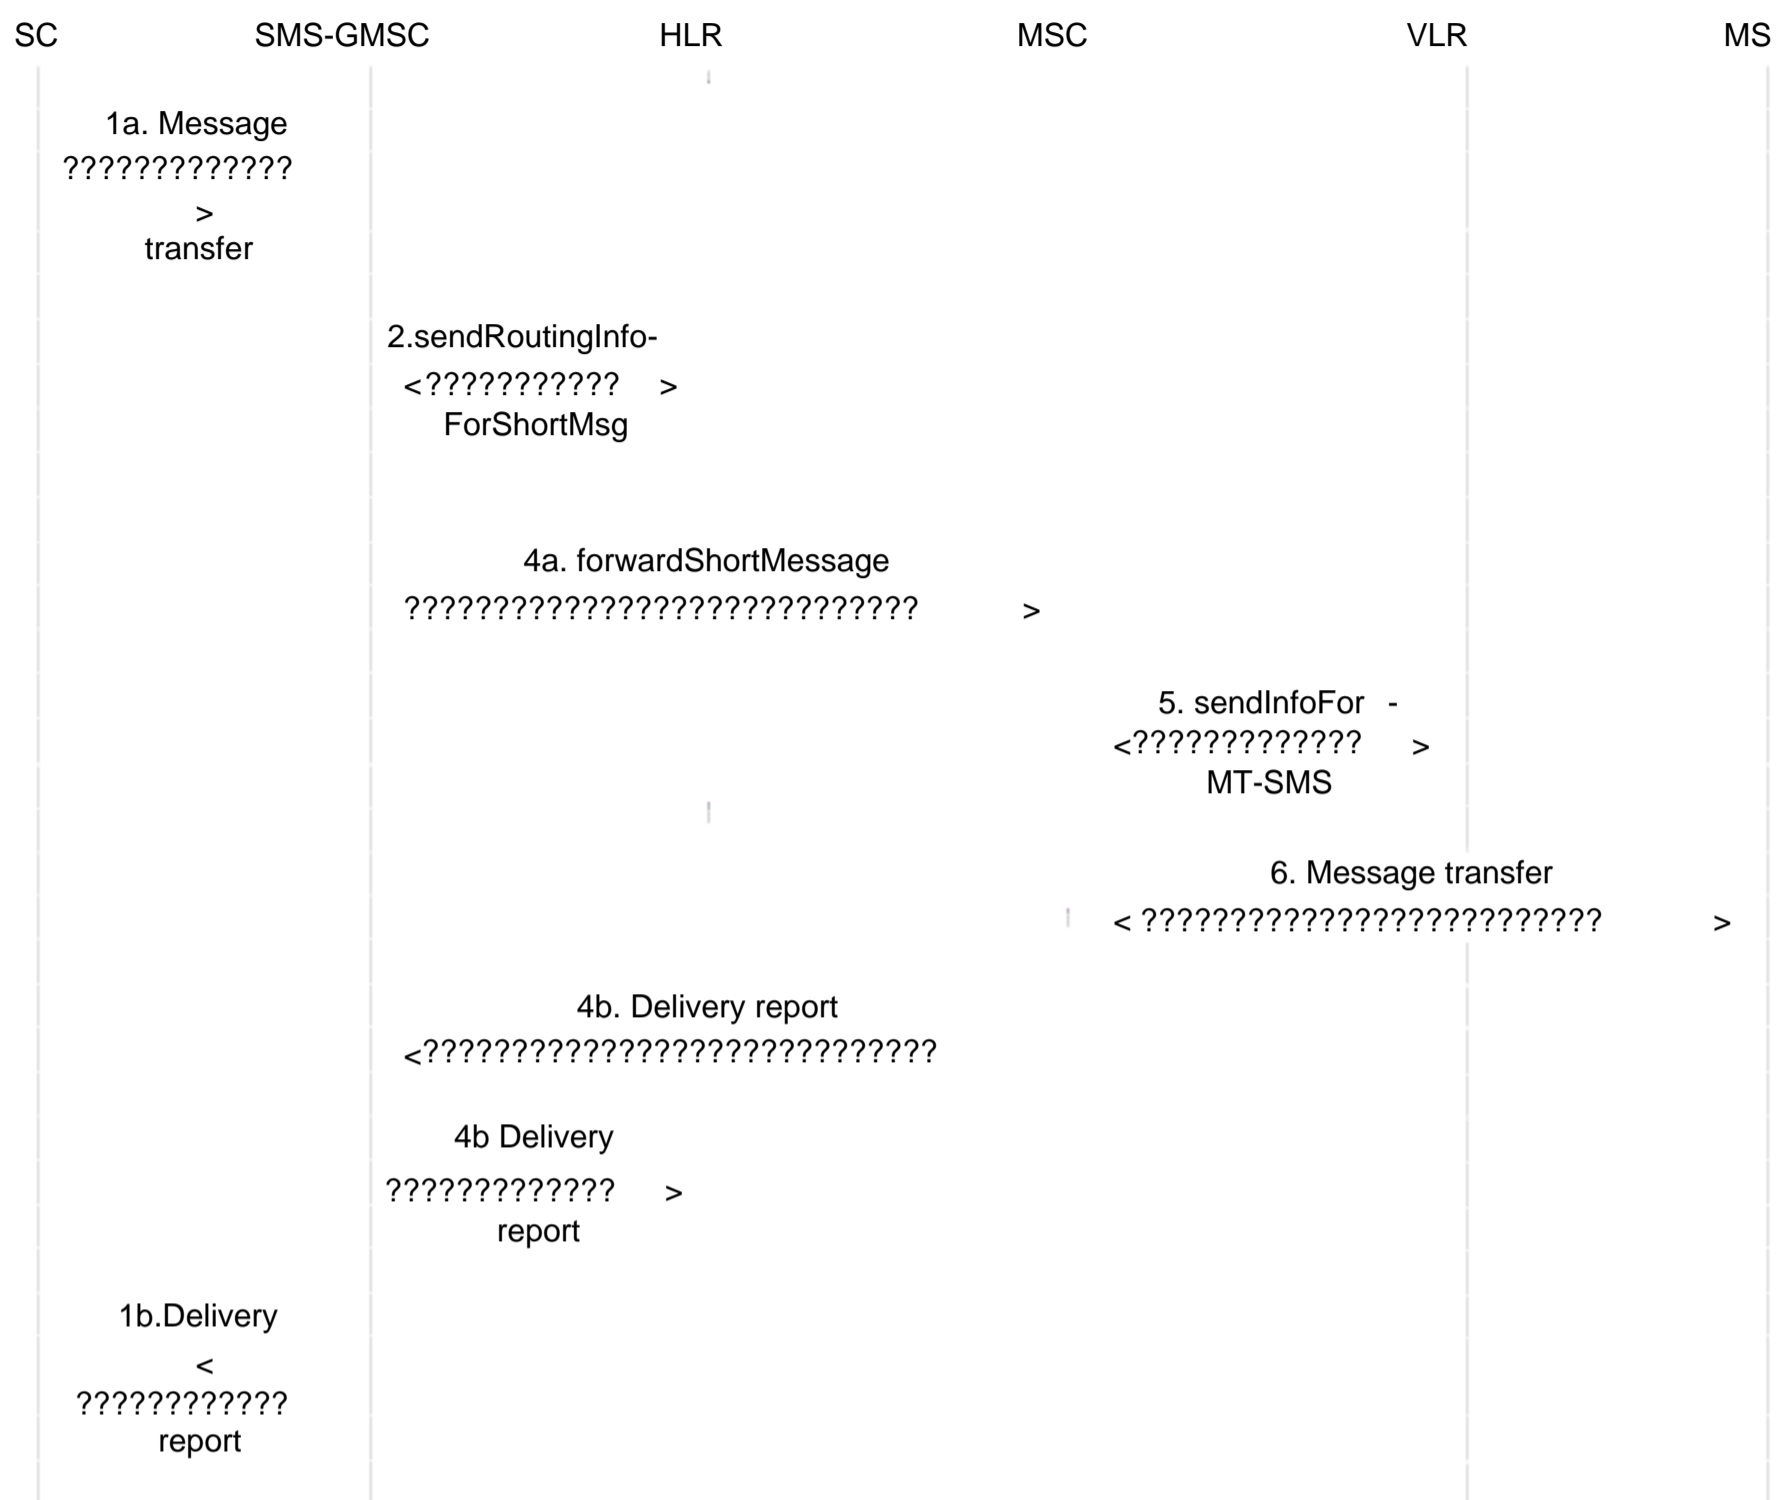 SC SMS-GMSC HLR MSC VLR MS
1a. Message
?????????????
>
transfer
2.sendRoutingInfo-
<??????????? >
ForShortMsg
4a. forwardShortMessage
????????????????????????????? >
5. sendInfoFor -
<????????????? >
MT-SMS
6. Message transfer
< ?????????????????????????? >
4b. Delivery report
<?????????????????????????????
4b Delivery
????????????? >
report
1b.Delivery
<
????????????
report